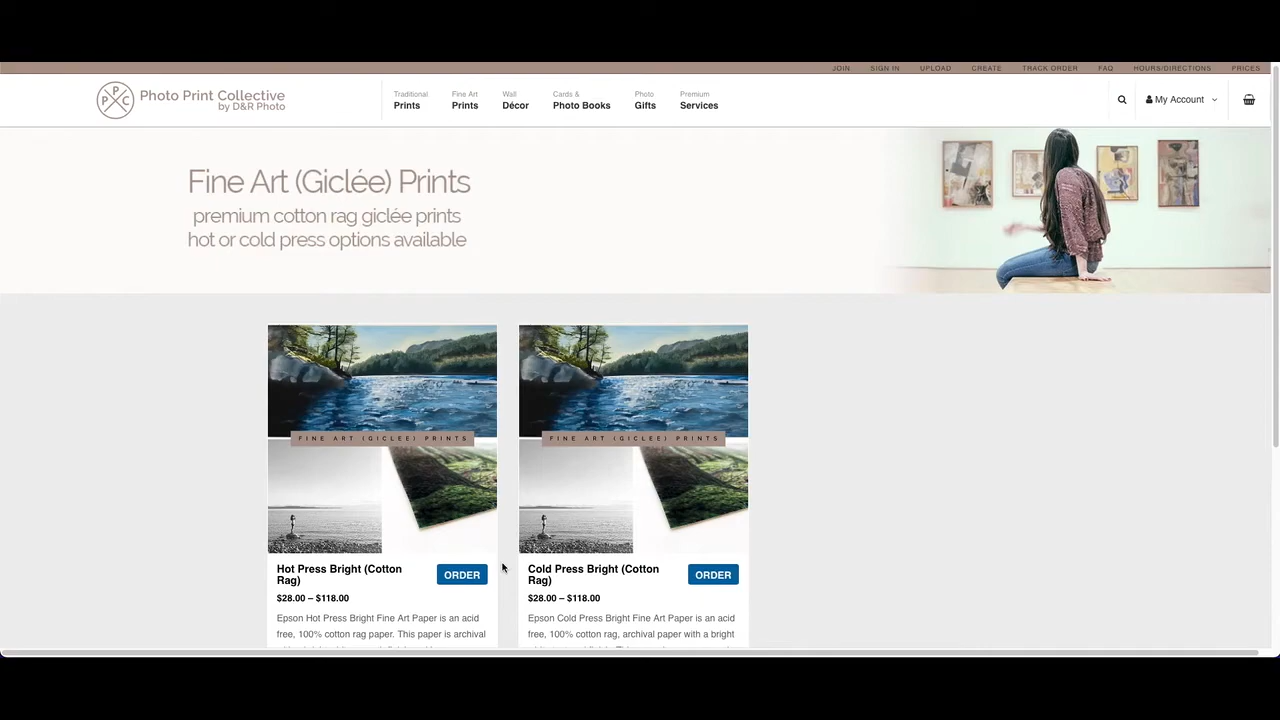 JOIN SIGN IN UPLOAD CREATE TRACK ORDER FAQ HOURS/DIRECTIONS PRICES
PPC
Photo Print Collective
by D&R Photo
Traditional
Prints
Fine Art
Prints
Wall
Décor
Cards &
Photo Books
Photo
Gifts
Premium
Services
My Account
Fine Art (Giclée) Prints
premium cotton rag giclée prints
hot or cold press options available
FINE ART (GICLEE) PRINTS
Hot Press Bright (Cotton
Rag)
ORDER
$28.00 – $118.00
Epson Hot Press Bright Fine Art Paper is an acid
free, 100% cotton rag paper. This paper is archival
FINE ART (GICLEE) PRINTS
Cold Press Bright (Cotton
Rag)
ORDER
$28.00 – $118.00
Epson Cold Press Bright Fine Art Paper is an acid
free, 100% cotton rag, archival paper with a bright